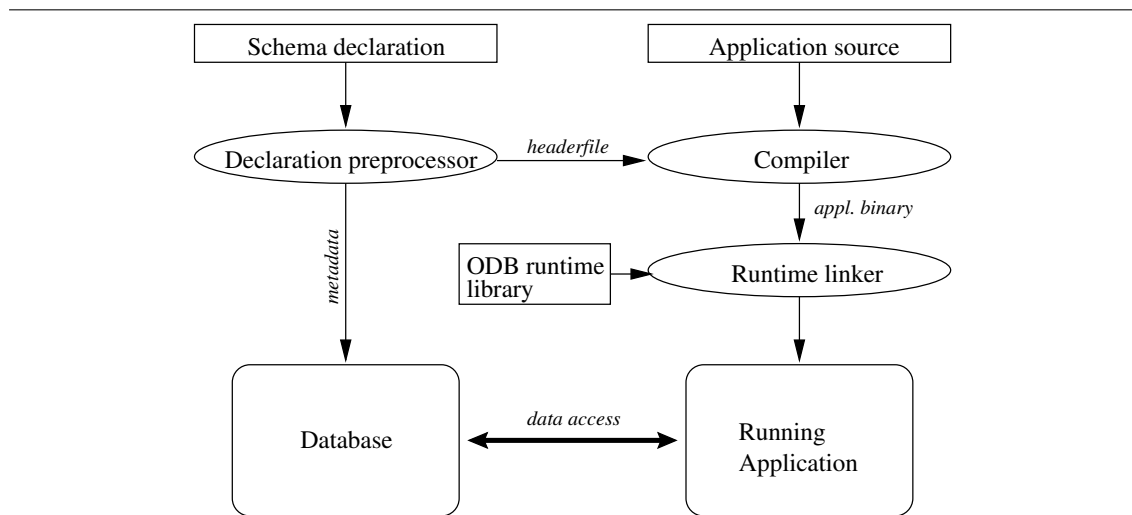 Schema declaration
Application source
Declaration preprocessor
headerfile
Compiler
appl. binary
metadata
ODB runtime
library
Runtime linker
Database
data access
Running
Application